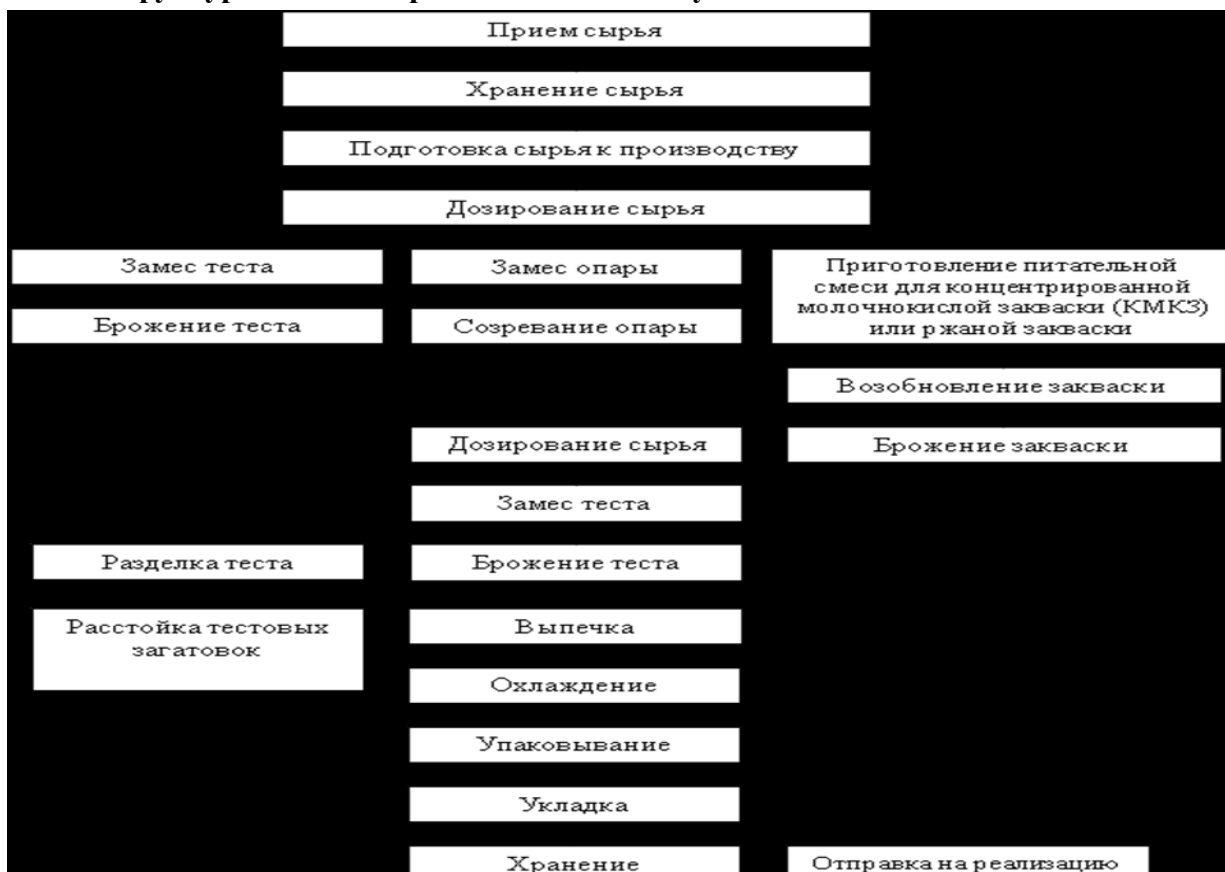 Прием сырья
Хранение сырья
Подготовка сырья к производству
Дозирование сырья
Замес теста
Замес опары
Приготовление питательной
смеси для концентрированной
молочнокислой закваски (КМКЗ)
или ржаной закваски
Брожение теста
Созревание опары
Возобновление закваски
Дозирование сырья
Брожение закваски
Замес теста
Разделка теста
Брожение теста
Расстойка тестовых
загатовок
Выпечка
Охлаждение
Упаковывание
Укладка
Хранение
Отправка на реализацию